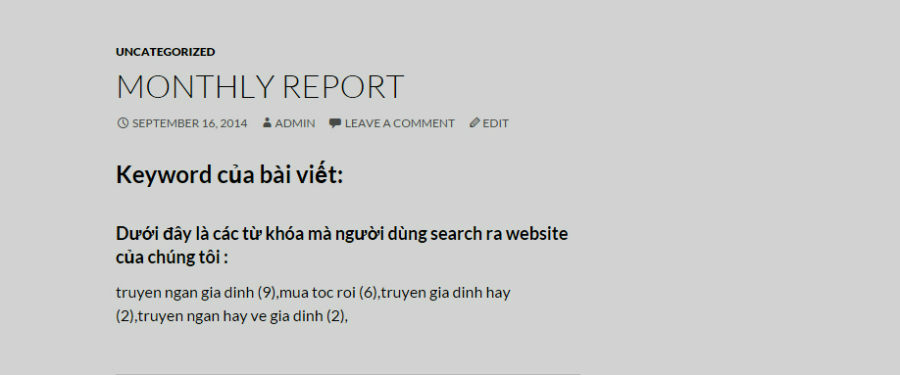 UNCATEGORIZED
MONTHLY REPORT
SEPTEMBER 16, 2014 ADMIN LEAVE A COMMENT EDIT
Keyword của bài viết:
Dưới đây là các từ khóa mà người dùng search ra website
của chúng tôi :
truyen ngan gia dinh (9),mua toc roi (6),truyen gia dinh hay
(2),truyen ngan hay ve gia dinh (2),